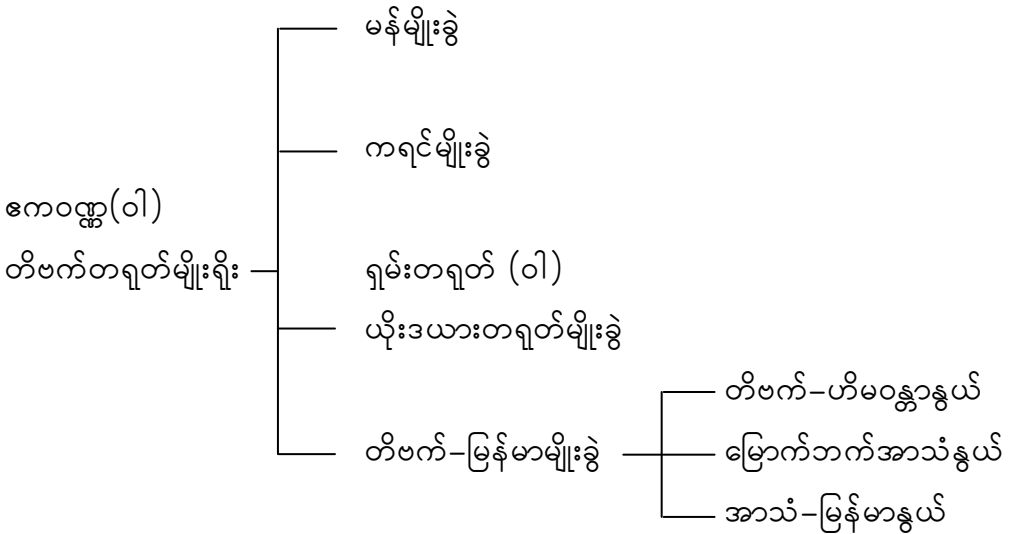 မန်မျိုးခွဲ
ကရင်မျိုးခွဲ
ဧကဝဏ္ဏ(ဝါ)
တိဗက်တရုတ်မျိုးရိုး
ရှမ်းတရုတ် (ဝါ)
ယိုးဒယားတရုတ်မျိုးခွဲ
တိဗက်-မြန်မာမျိုးခွဲ
တိဗက်-ဟိမဝန္တာနွယ်
မြောက်ဘက်အာသံနွယ်
အာသံ-မြန်မာနွယ်